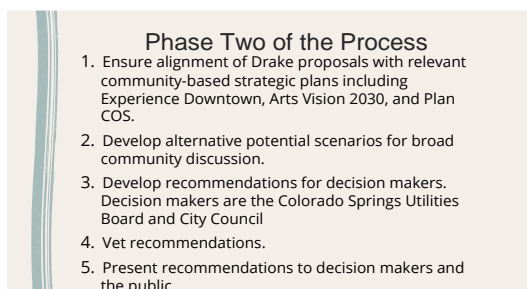 Phase Two of the Process
1. Ensure alignment of Drake proposals with relevant
community-based strategic plans including
Experience Downtown, Arts Vision 2030, and Plan
COS.
2. Develop alternative potential scenarios for broad
community discussion.
3. Develop recommendations for decision makers.
Decision makers are the Colorado Springs Utilities
Board and City Council
4. Vet recommendations.
5. Present recommendations to decision makers and
the public